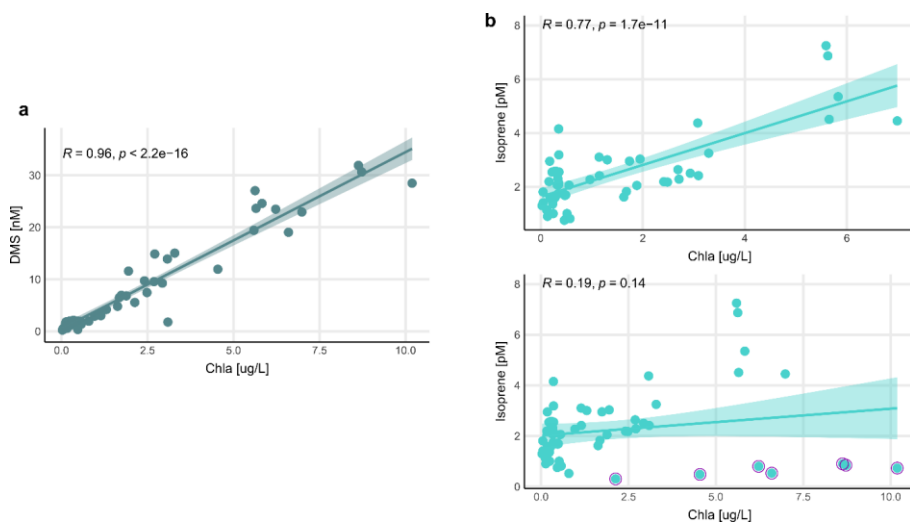 a
R = 0.96, p < 2.2e−16
DMS [nM]
30
20
10
0
0.0 2.5 5.0 7.5 10.0
Chla [ug/L]
b
R = 0.77, p = 1.7e−11
Isoprene [pM]
8
6
4
2
0 2 4 6
Chla [ug/L]
R = 0.19, p = 0.14
Isoprene [pM]
8
6
4
2
0
0.0 2.5 5.0 7.5 10.0
Chla [ug/L]